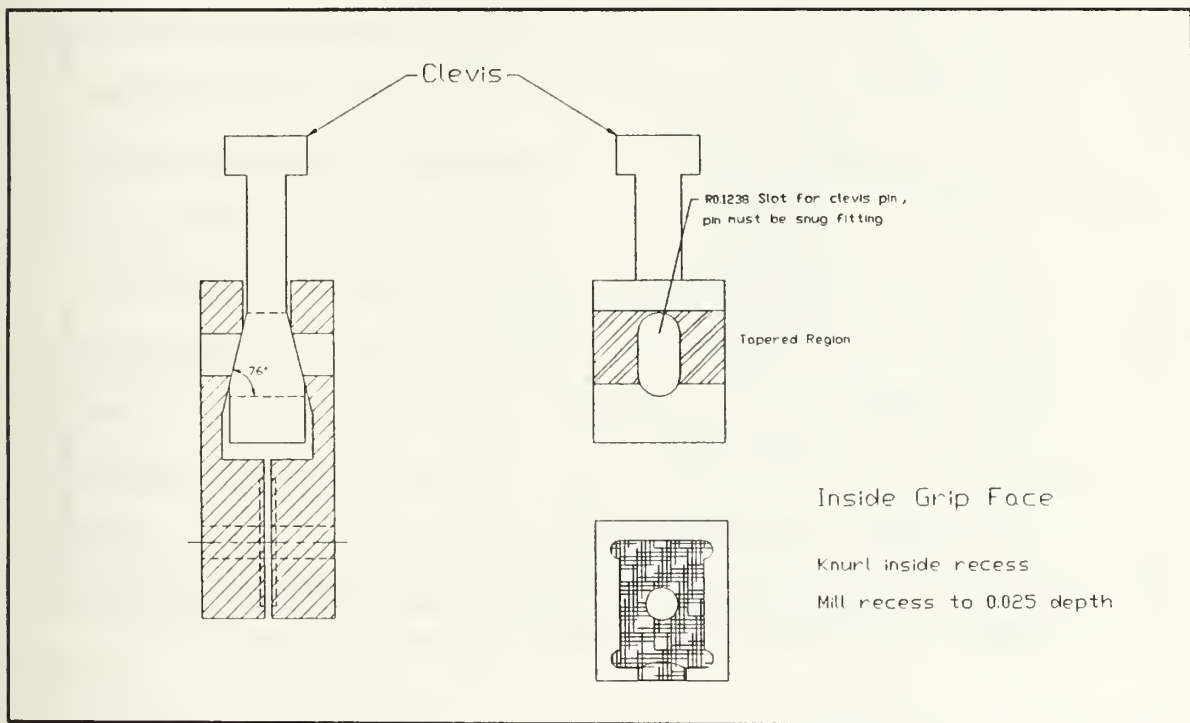 Clevis
R0.1238 Slot for clevis pin,
pin must be snug fitting
76°
Tapered Region
Inside Grip Face
Knurl inside recess
Mill recess to 0.025 depth